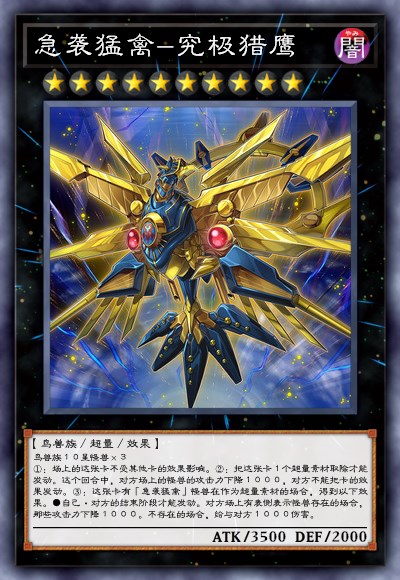 急袭猛禽–究极猎鹰
やみ
闇
【鸟兽族/超量/效果】
鸟兽族10星怪兽×3
①：场上的这张卡不受其他卡的效果影响。②：把这张卡1个超量素材取除才能
发动。这个回合中，对方场上的怪兽的攻击力下降1000，对方不能把卡的效
果发动。③：这张卡有「急袭猛禽」怪兽在作为超量素材的场合，得到以下效
果。●自己·对方的结束阶段才能发动。对方场上有表侧表示怪兽存在的场合，
那些攻击力下降1000。不存在的场合，给与对方1000伤害。
ATK/3500 DEF/2000